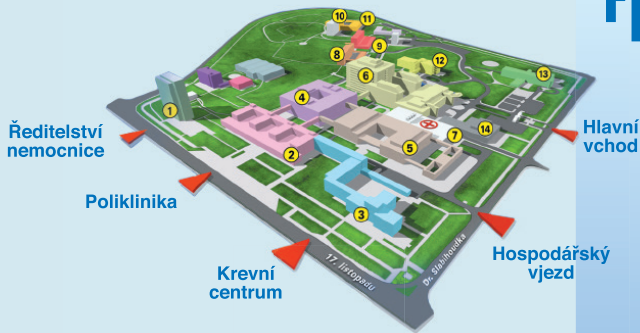 10
11
9
8
12
6
13
4
1
7
14
5
2
3
Ředitelství
nemocnice
Poliklinika
Krevní
centrum
17. listopadu
Dr. Slabihoudka
Hospodářský
vjezd
Hlavní
vchod